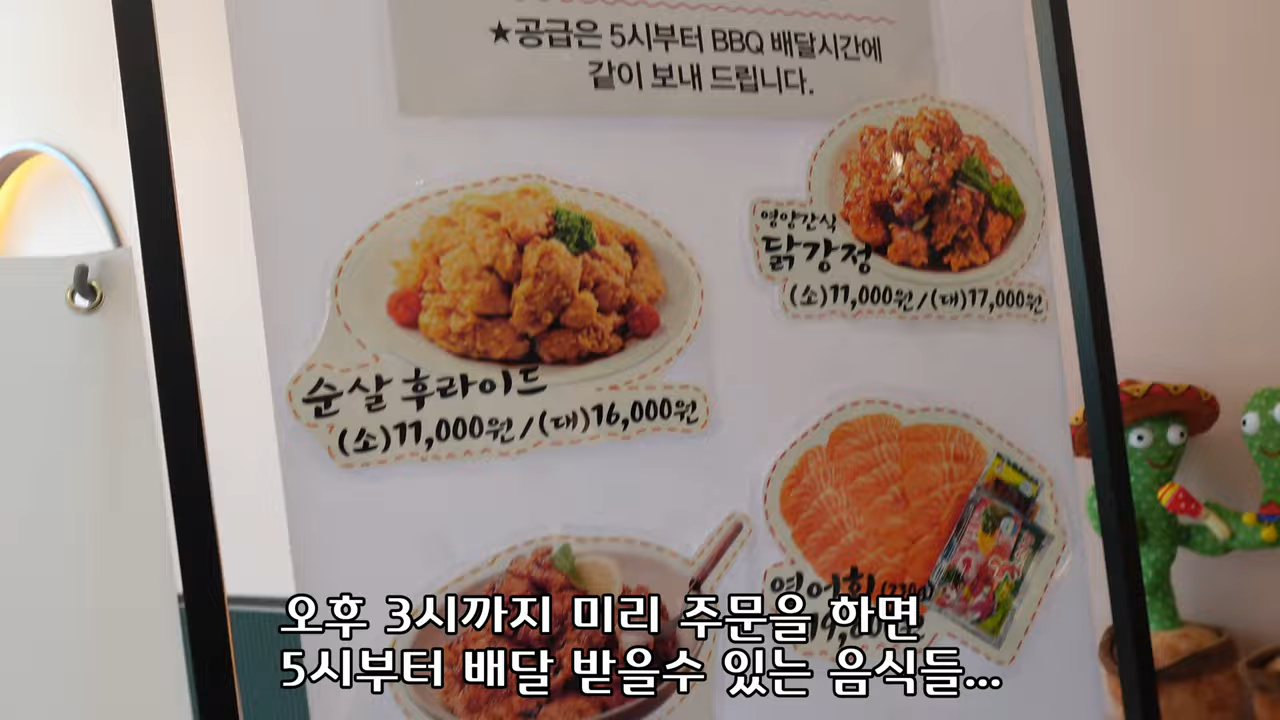 ★공급은 5시부터 BBQ 배달시간에
같이 보내 드립니다.
영양간식
닭강정
(소)11,000원/(대)17,000원
순살후라이드
(소)11,000원/(대)16,000원
연어회
오후 3시까지 미리 주문을 하면
5시부터 배달 받을수 있는 음식들...